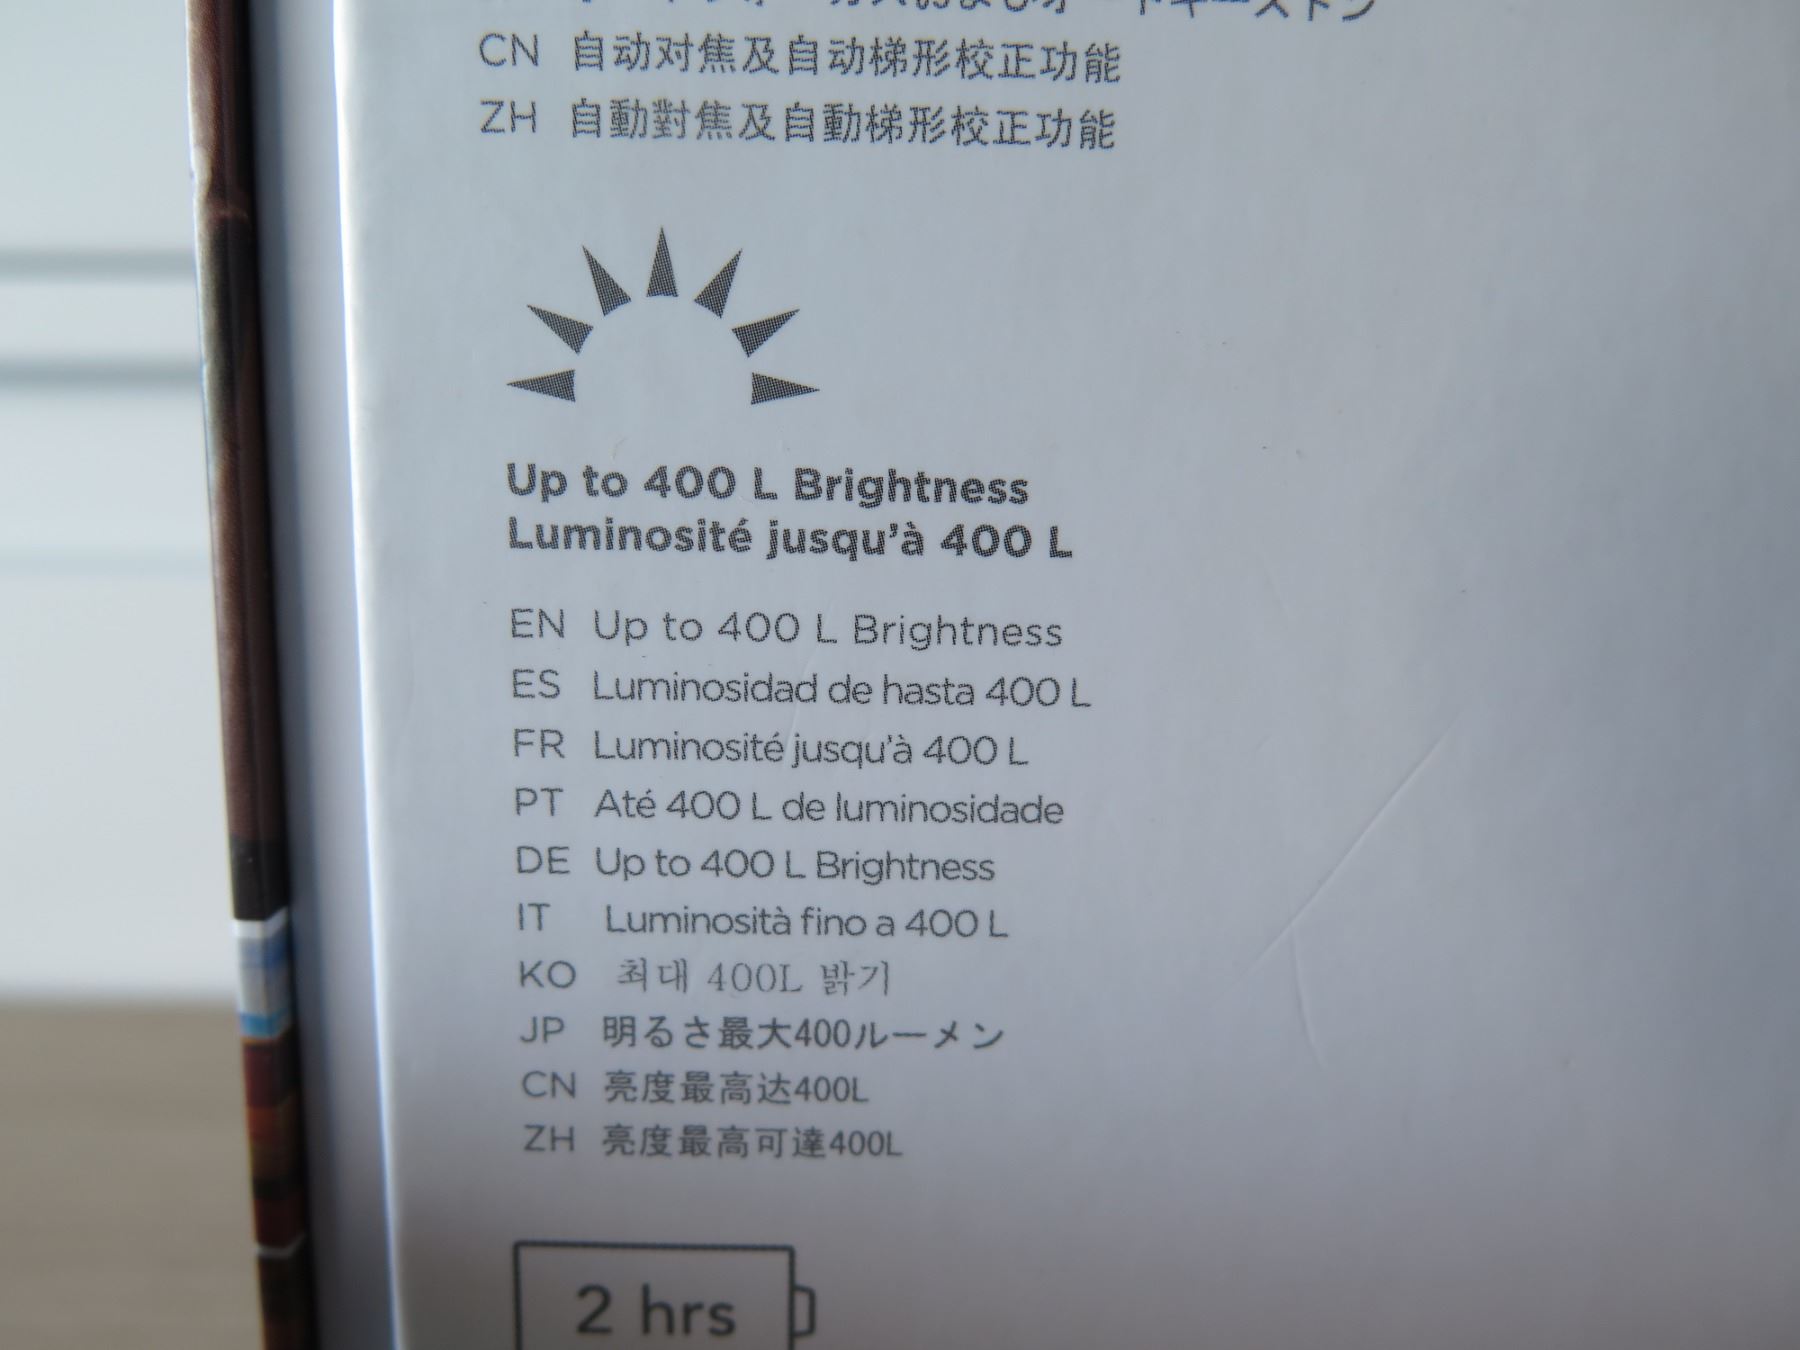 CN 自动对焦及自动梯形校正功能
ZH 自動對焦及自動梯形校正功能
Up to 400 L Brightness
Luminosité jusqu'à 400 L
EN Up to 400 L Brightness
ES Luminosidad de hasta 400 L
FR Luminosité jusqu'à 400 L
PT Até 400 L de luminosidade
DE Up to 400 L Brightness
IT Luminosità fino a 400 L
KO 최대 400L 밝기
JP 明るさ最大400ルーメン
CN 亮度最高达400L
ZH 亮度最高可達400L
2 hrs